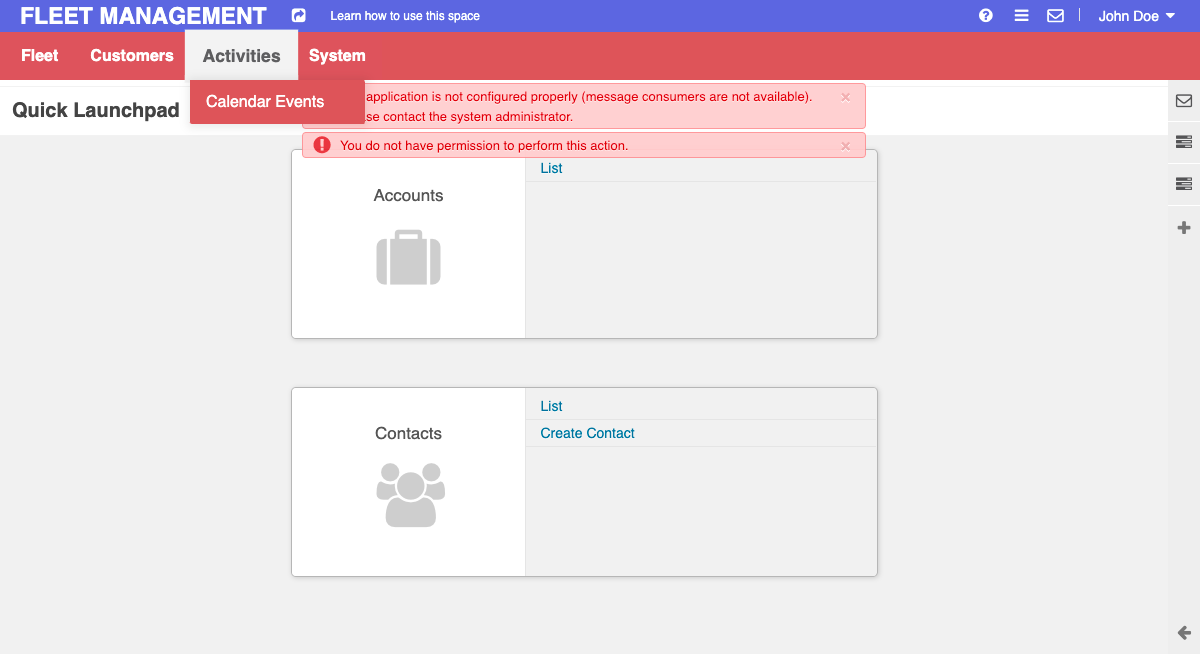 FLEET MANAGEMENT
Learn how to use this space
John Doe
Fleet
Customers
Activities
System
Calendar Events
Quick Launchpad
application is not configured properly (message consumers are not available).
se contact the system administrator.
You do not have permission to perform this action.
Accounts
List
Contacts
List
Create Contact